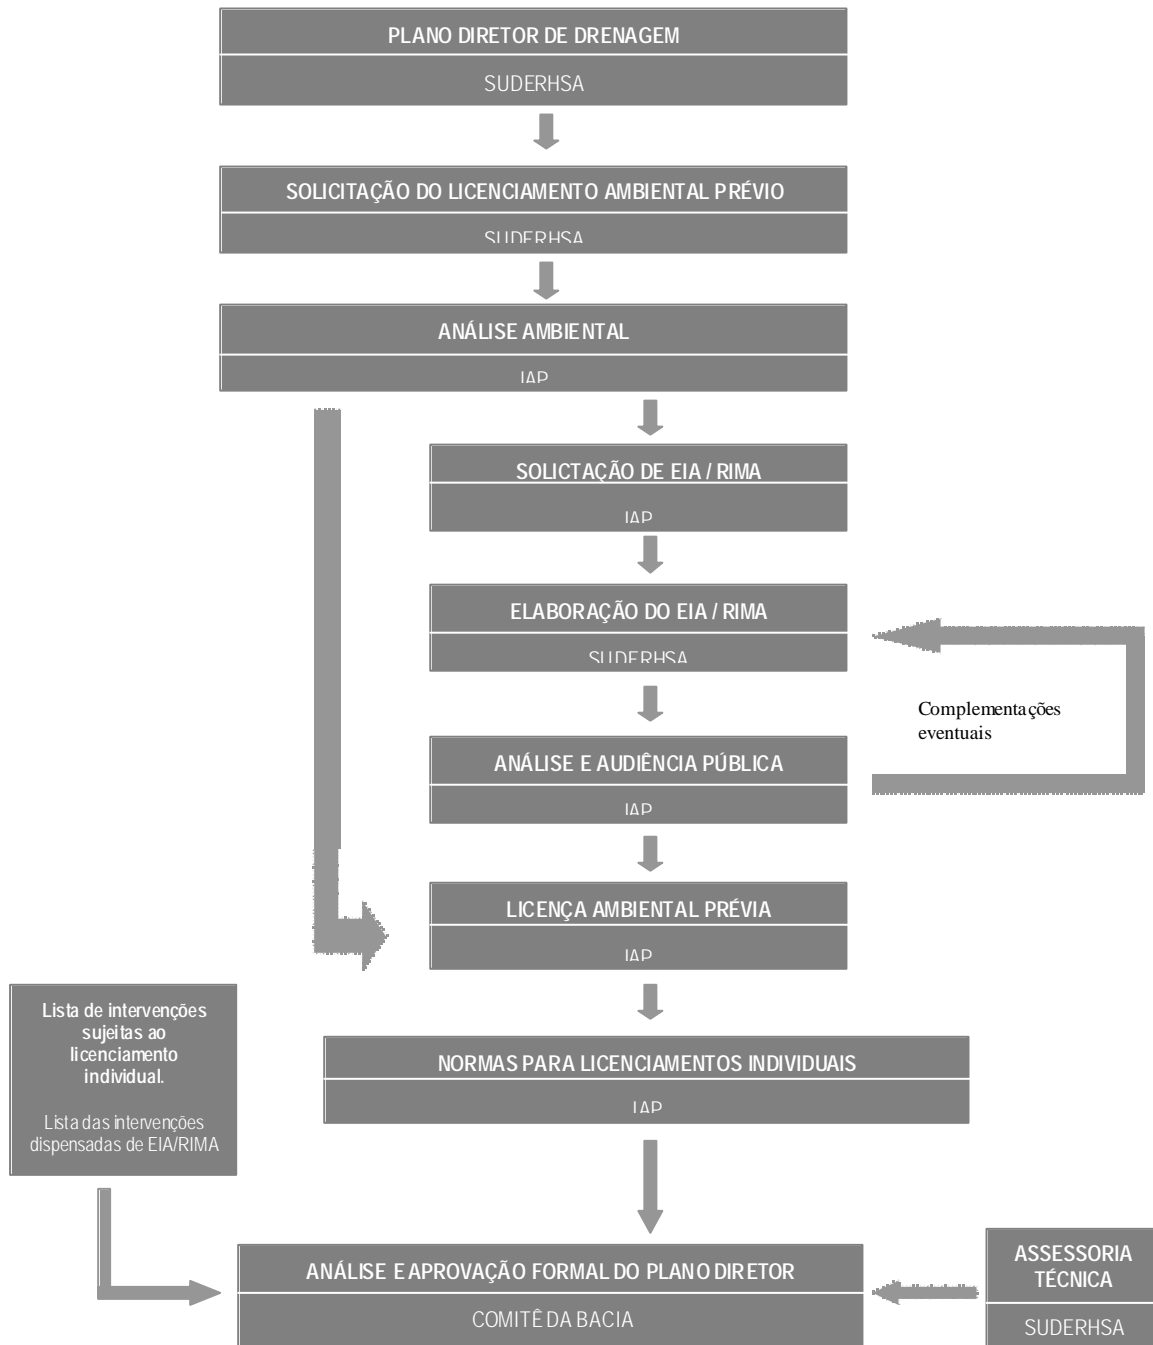 PLANO DIRETOR DE DRENAGEM
SUDERHSA
SOLICITAÇÃO DO LICENCIAMENTO AMBIENTAL PRÉVIO
SUDERHSA
ANÁLISE AMBIENTAL
IAP
SOLICTAÇÃO DE EIA / RIMA
IAP
ELABORAÇÃO DO EIA / RIMA
SUDERHSA
Complementações
eventuais
ANÁLISE E AUDIÊNCIA PÚBLICA
IAP
LICENÇA AMBIENTAL PRÉVIA
IAP
Lista de intervenções
sujeitas ao
licenciamento
individual.
Lista das intervenções
dispensadas de EIA/RIMA
NORMAS PARA LICENCIAMENTOS INDIVIDUAIS
IAP
ANÁLISE E APROVAÇÃO FORMAL DO PLANO DIRETOR
COMITÊ DA BACIA
ASSESSORIA
TÉCNICA
SUDERHSA